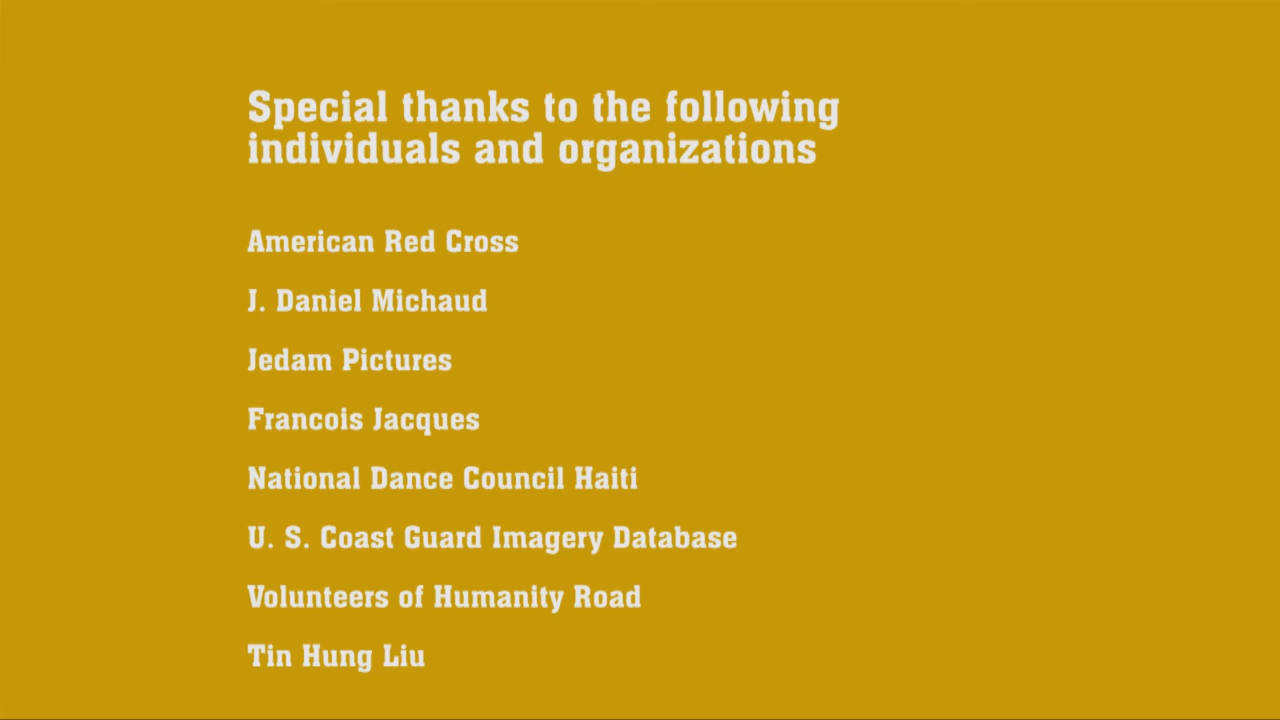 Special thanks to the following
individuals and organizations
American Red Cross
J. Daniel Michaud
Jedam Pictures
Francois Jacques
National Dance Council Haiti
U. S. Coast Guard Imagery Database
Volunteers of Humanity Road
Tin Hung Liu